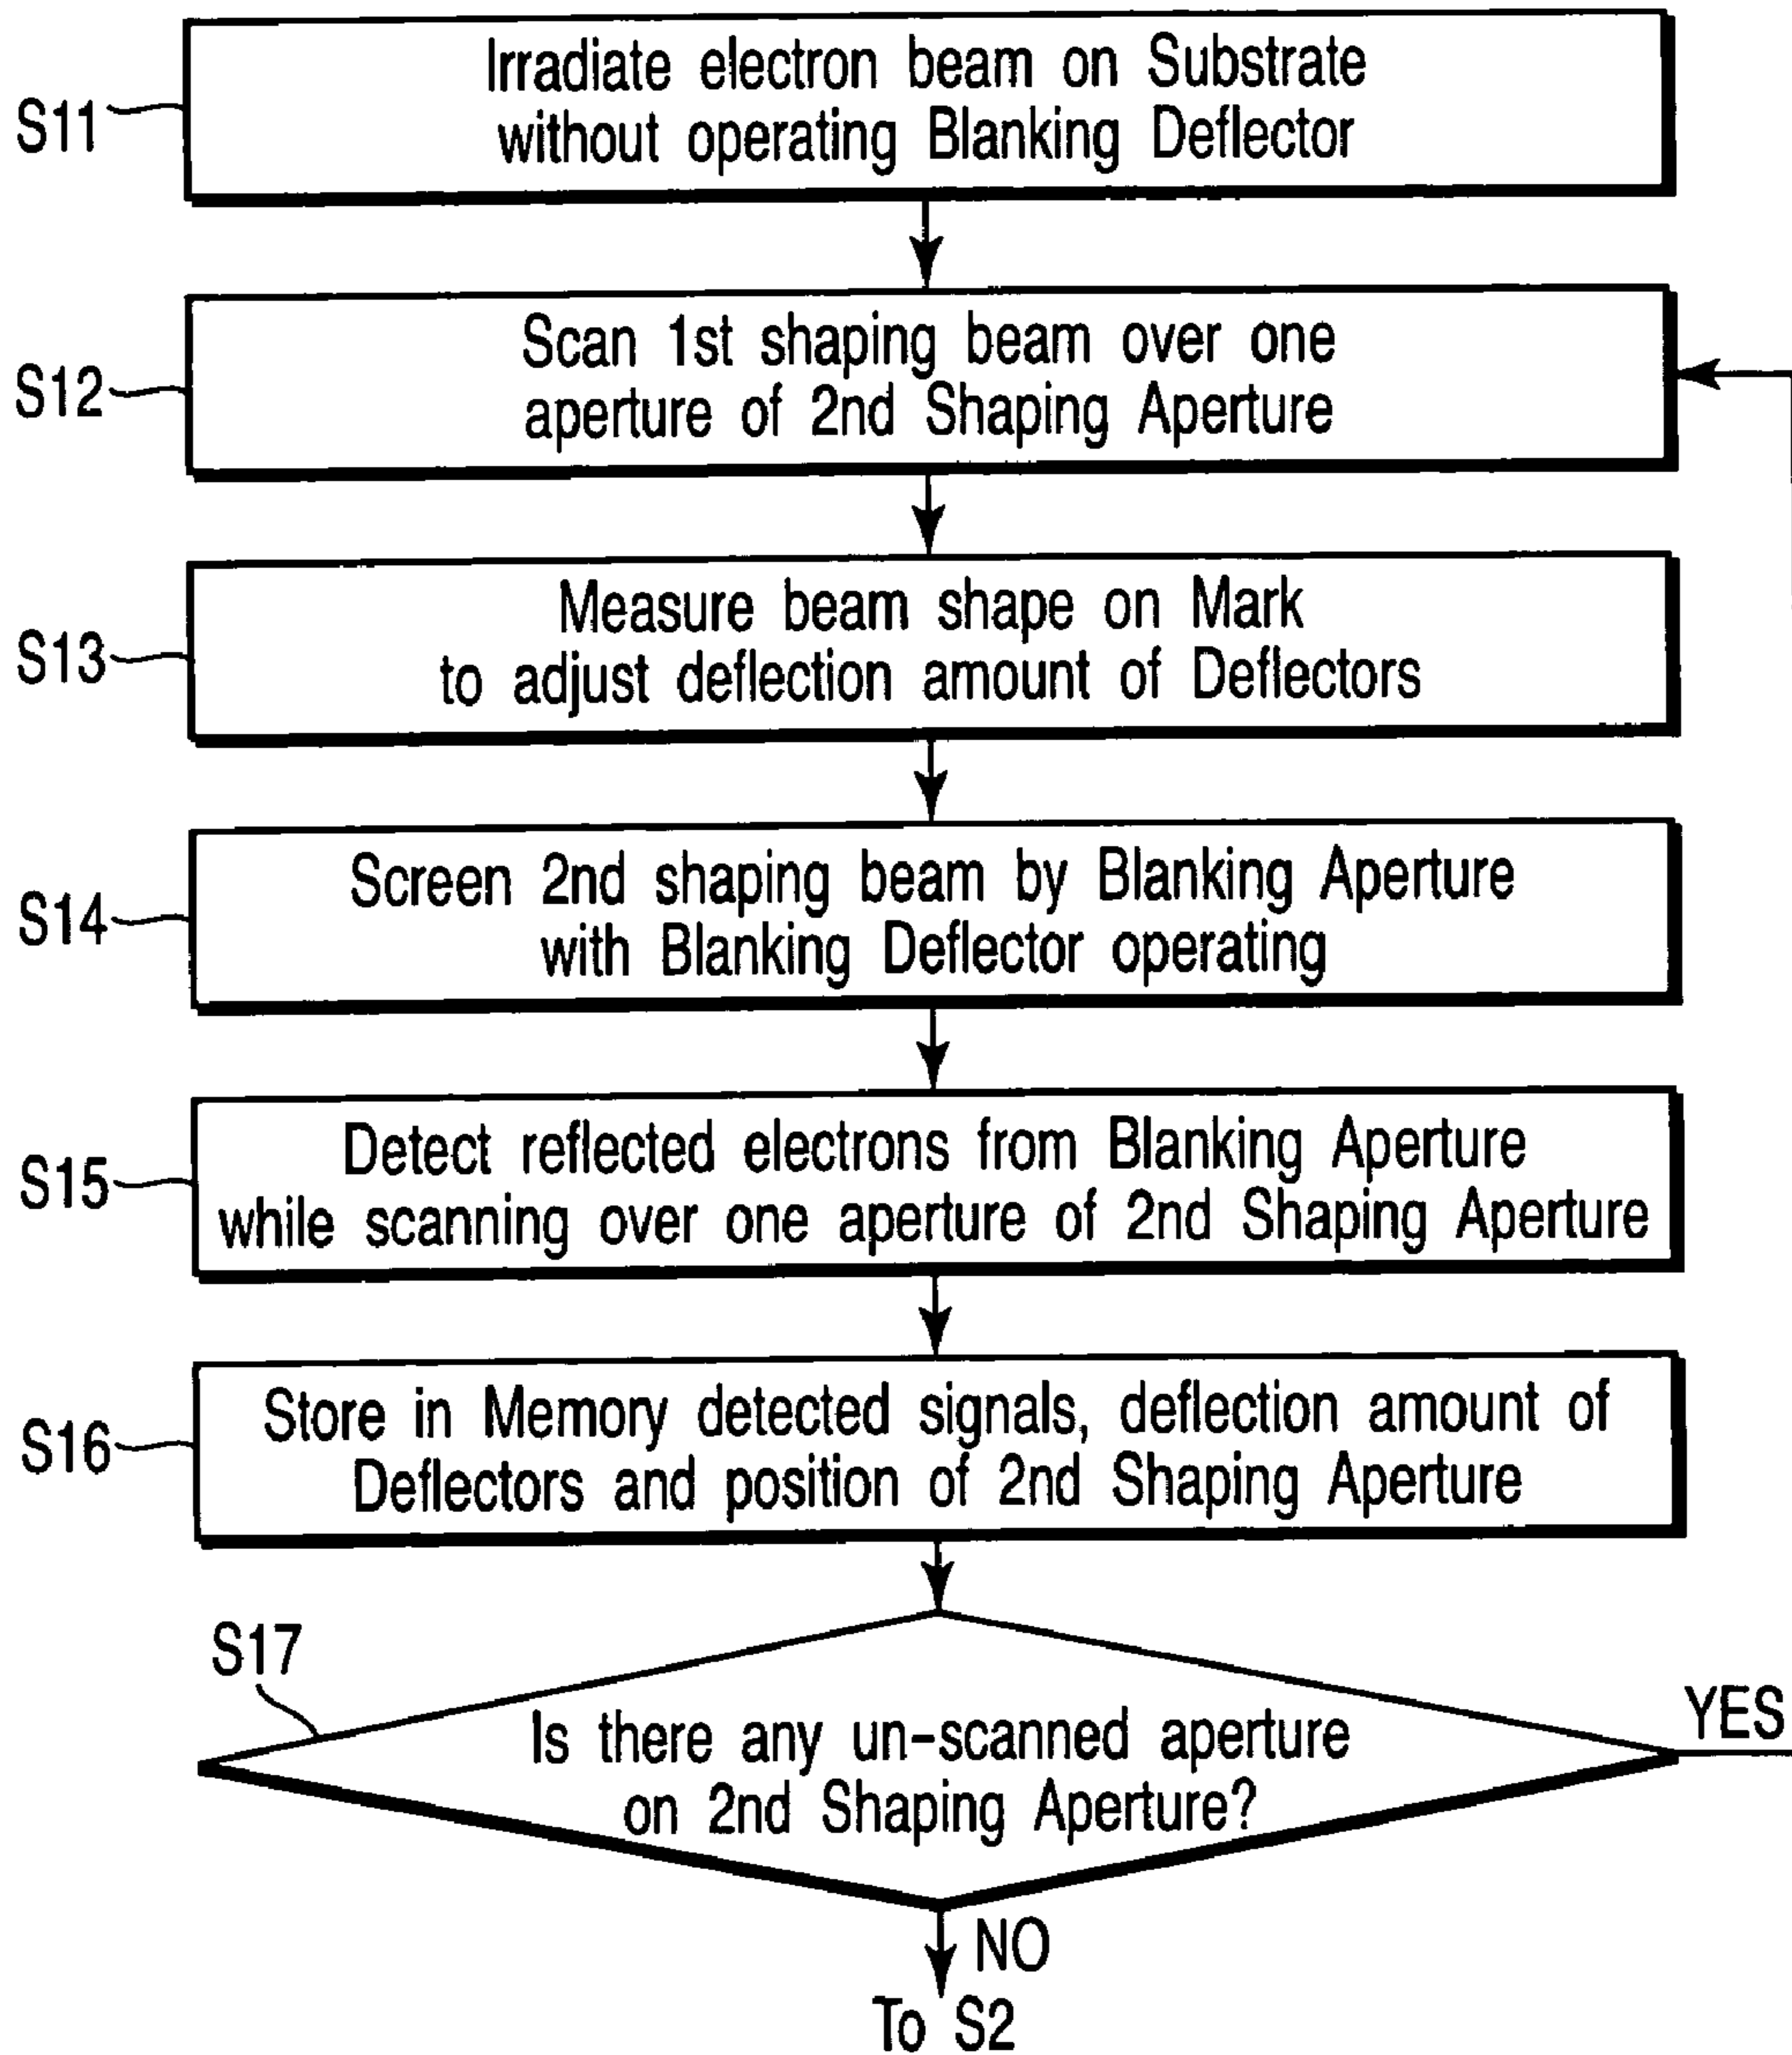 S11
Irradiate electron beam on Substrate
without operating Blanking Deflector
S12
Scan 1st shaping beam over one
aperture of 2nd Shaping Aperture
S13
Measure beam shape on Mark
to adjust deflection amount of Deflectors
S14
Screen 2nd shaping beam by Blanking Aperture
with Blanking Deflector operating
S15
Detect reflected electrons from Blanking Aperture
while scanning over one aperture of 2nd Shaping Aperture
S16
Store in Memory detected signals, deflection amount of
Deflectors and position of 2nd Shaping Aperture
S17
Is there any un-scanned aperture
on 2nd Shaping Aperture?
YES
NO
To S2